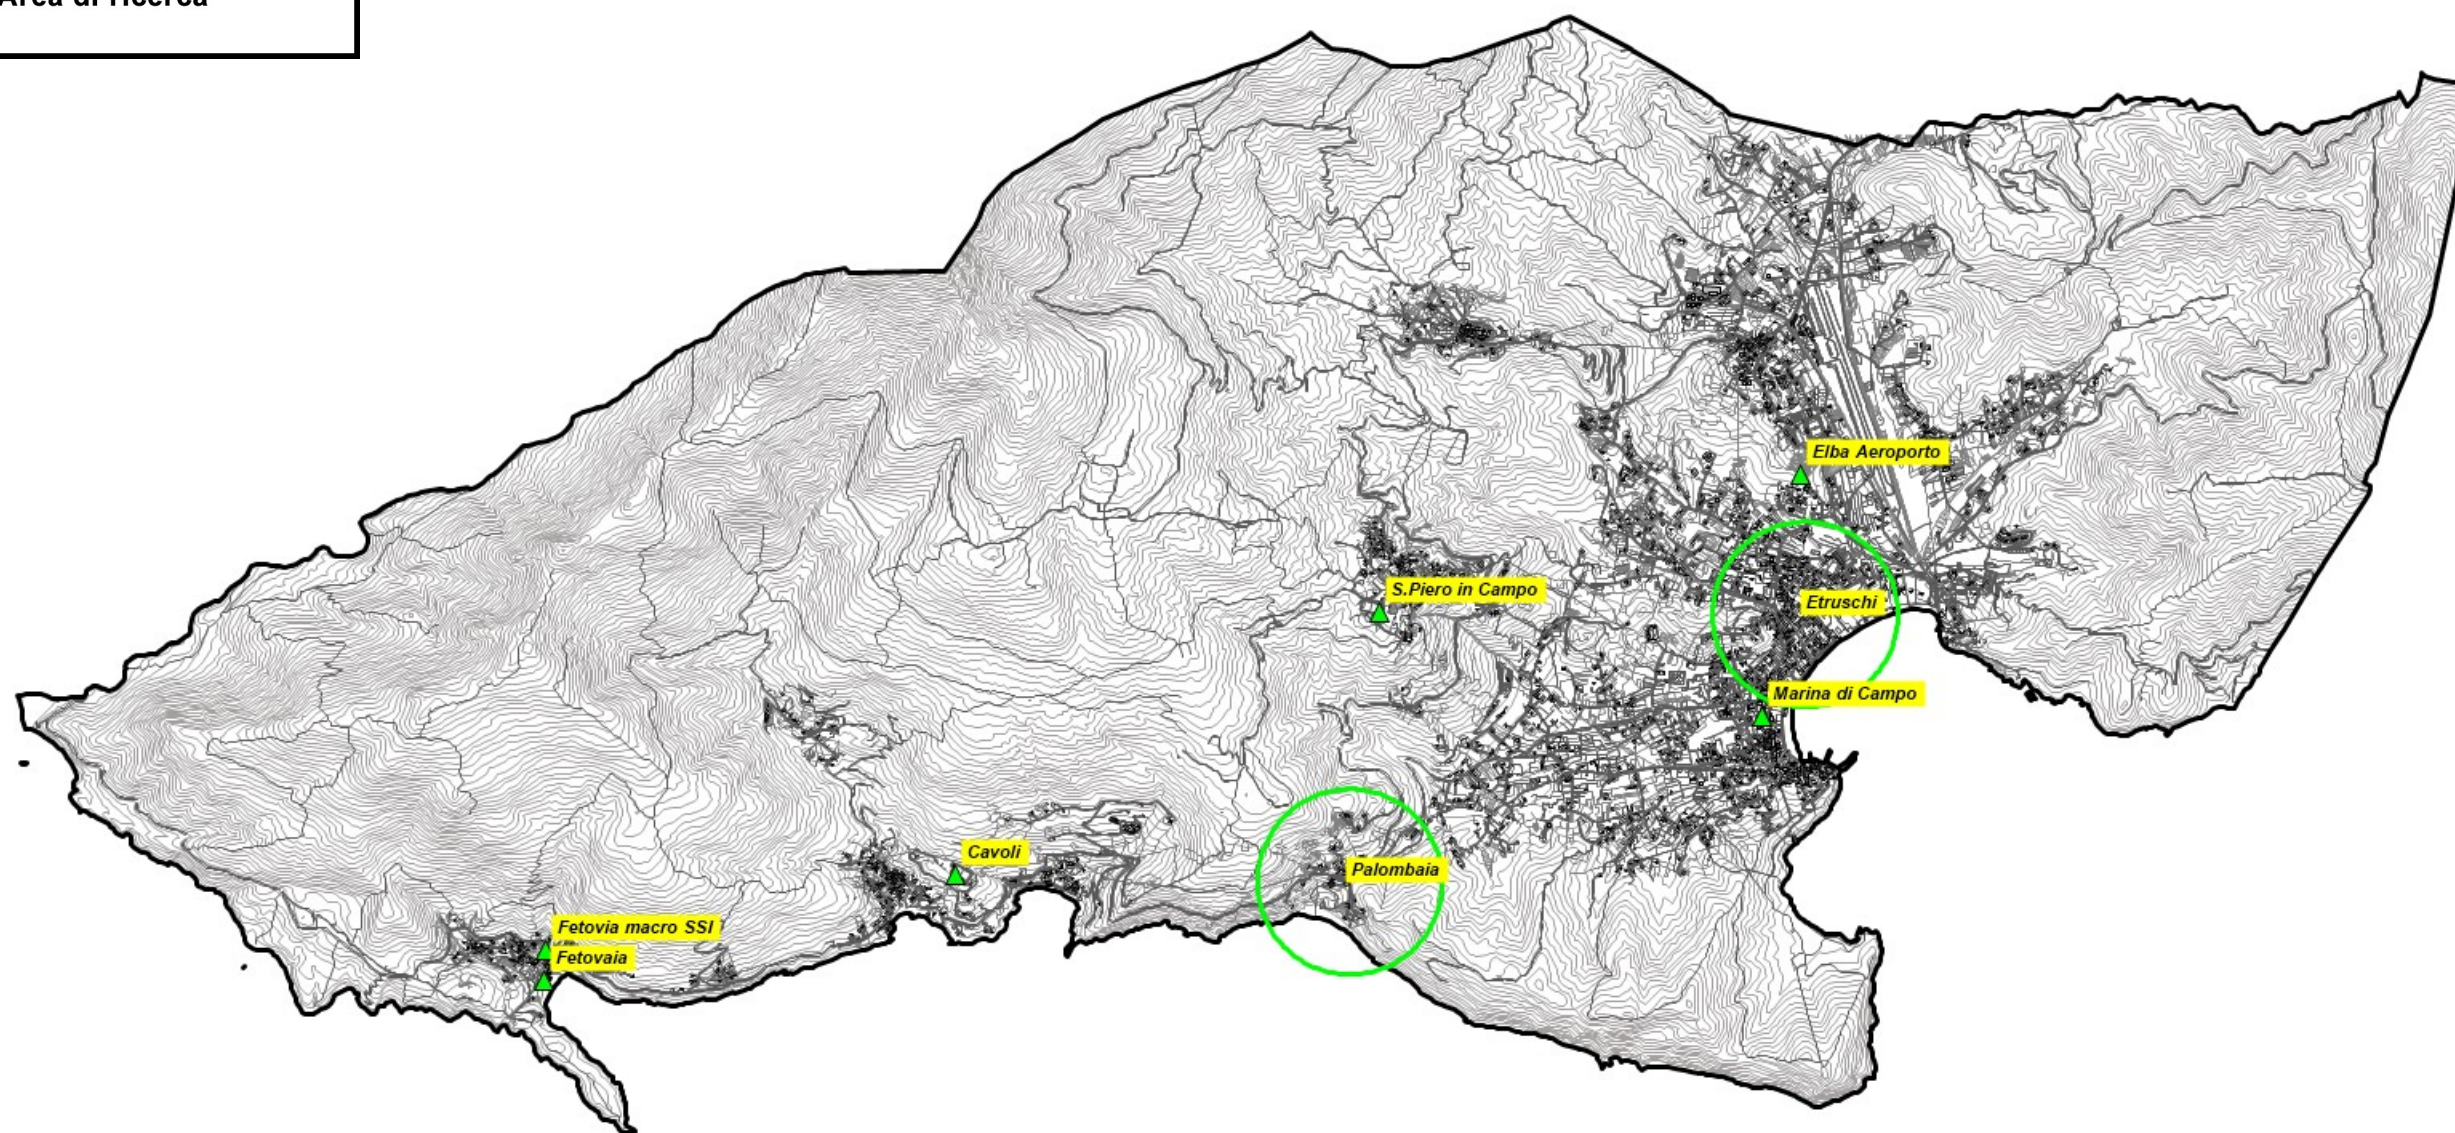 Area di ricerca
Elba Aeroporto
S.Piero in Campo
Etruschi
Marina di Campo
Cavoli
Palombaia
Fetovia macro SSI
Fetovaia